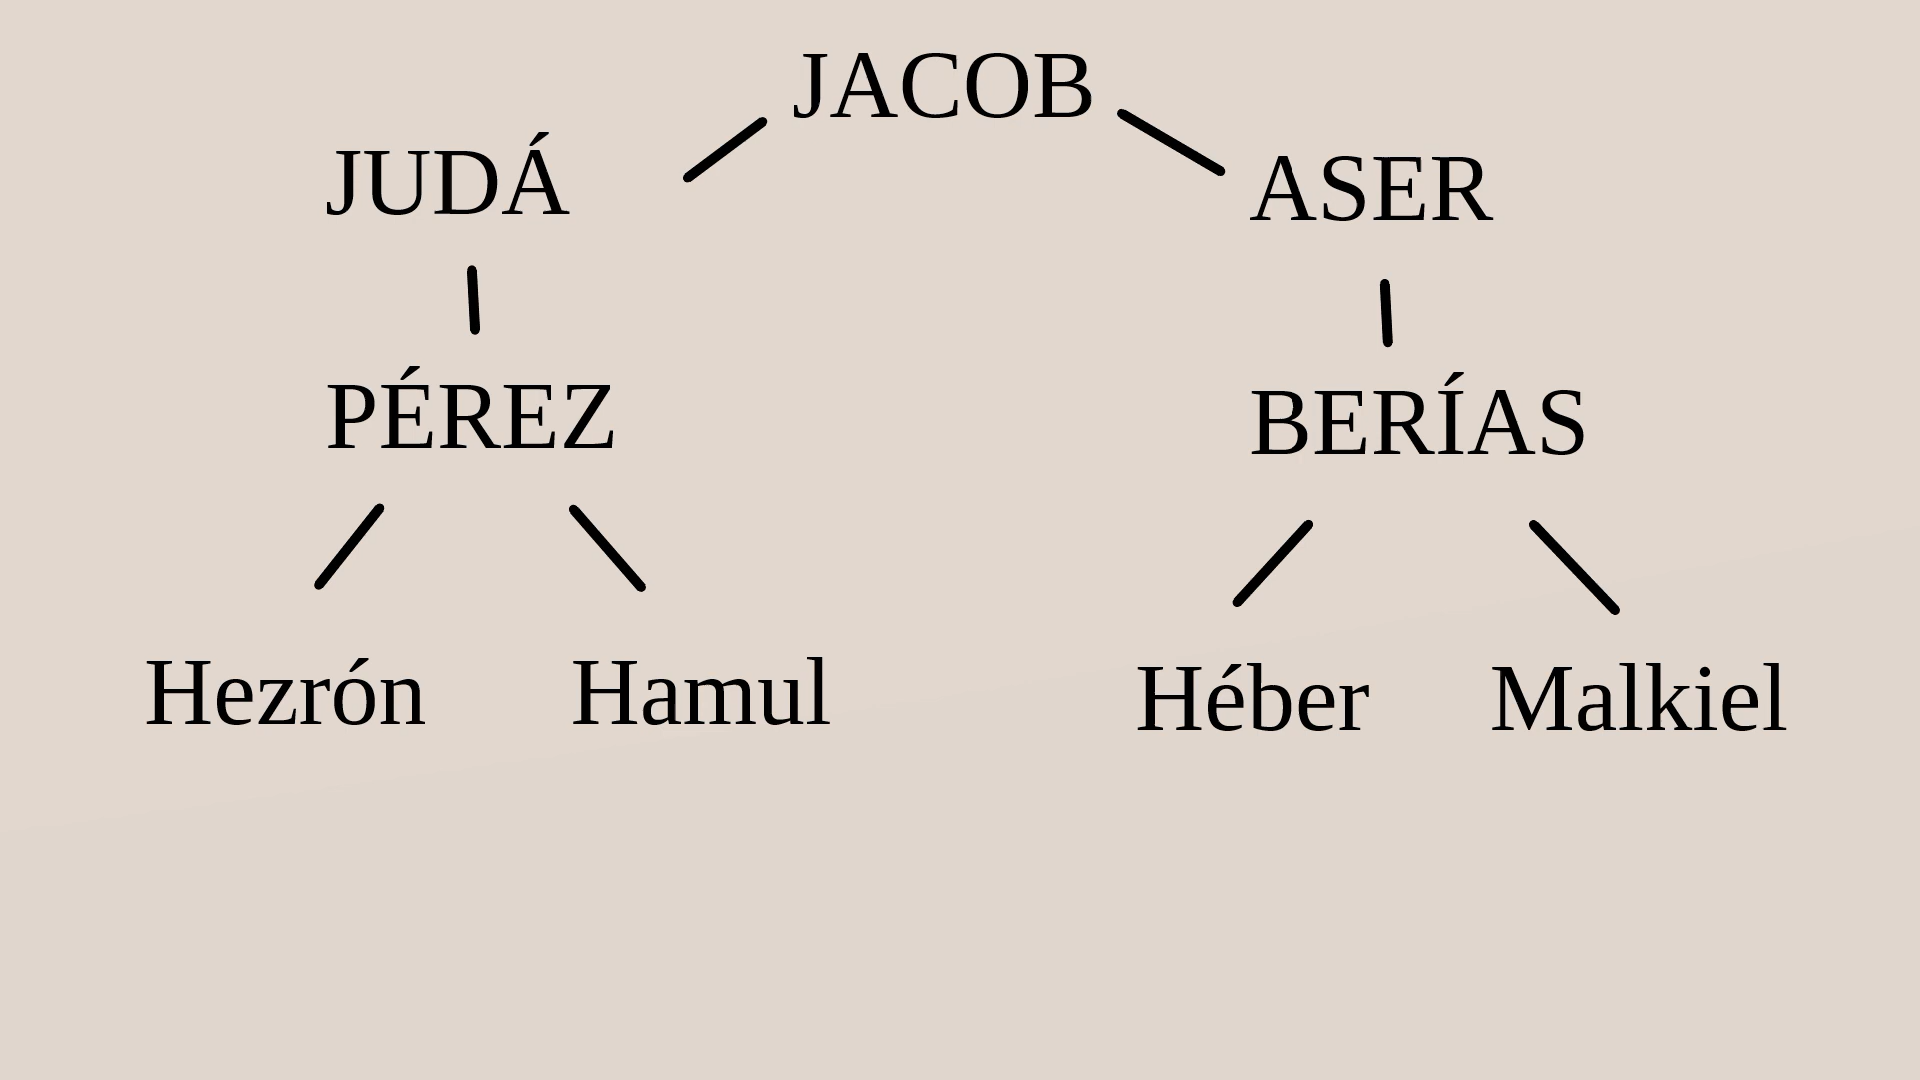 JACOB
JUDÁ
ASER
PÉREZ
BERÍAS
Hezrón
Hamul
Héber
Malkiel